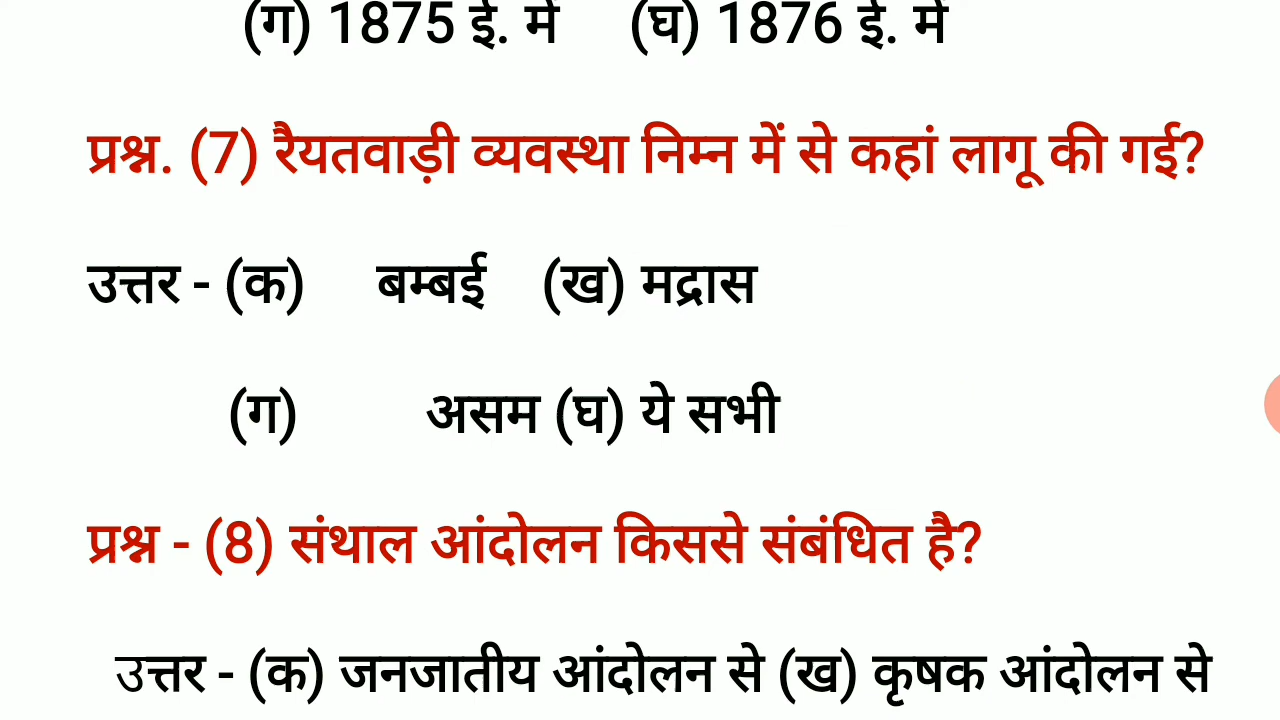 (ग) 1875 ई. में (घ) 1876 ई. में
प्रश्न. (7) रैयतवाड़ी व्यवस्था निम्न में से कहां लागू की गई?
उत्तर - (क) बम्बई (ख) मद्रास
(ग) असम (घ) ये सभी
प्रश्न - (8) संथाल आंदोलन किससे संबंधित है?
उत्तर - (क) जनजातीय आंदोलन से (ख) कृषक आंदोलन से